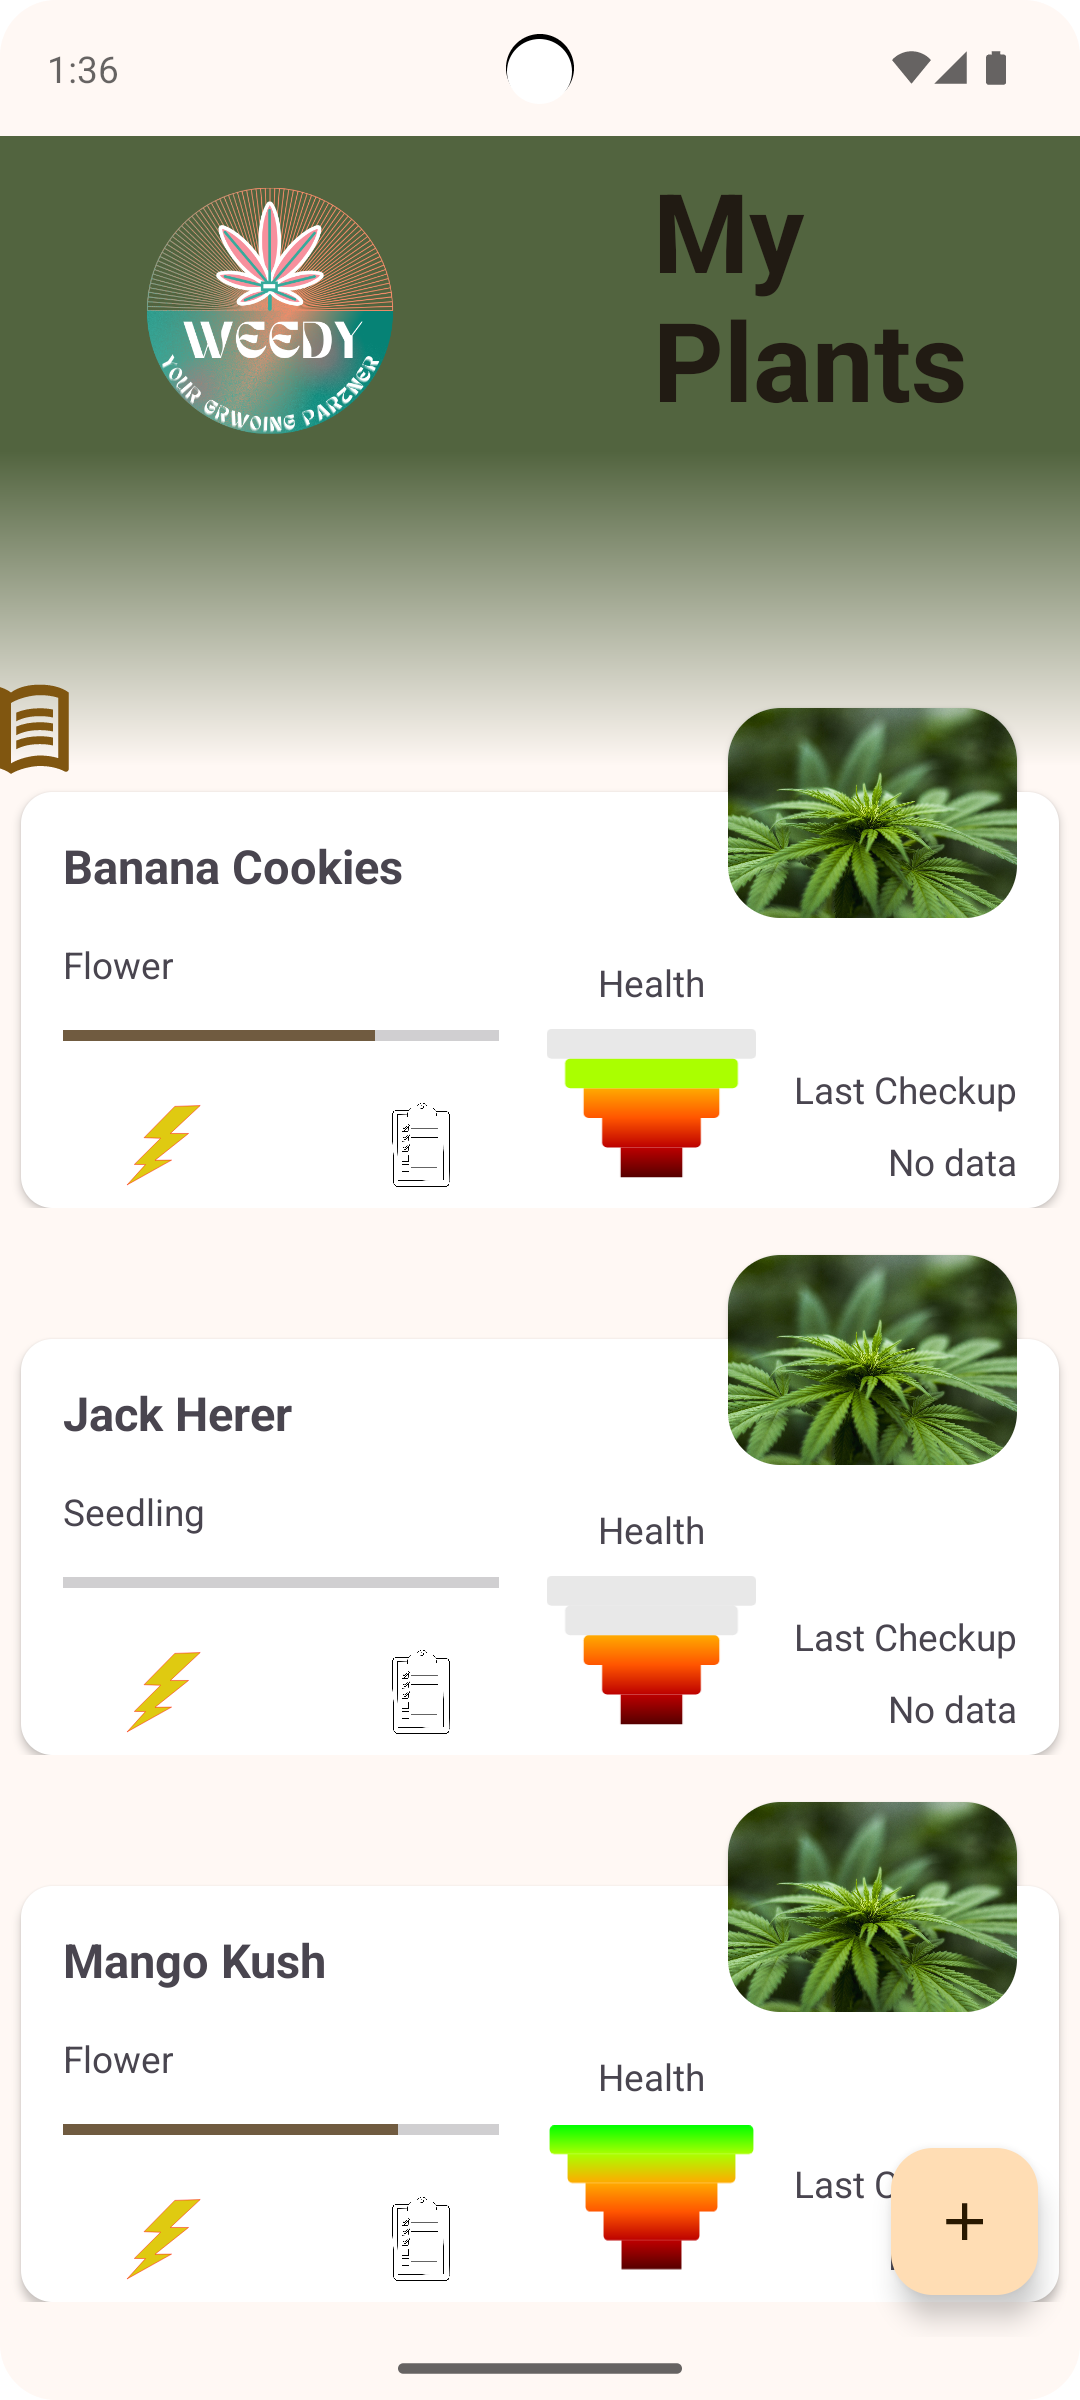 1:36
WEEDY
YOUR GRWOING PARTNER
My
Plants
Banana Cookies
Flower
Health
Last Checkup
No data
Jack Herer
Seedling
Health
Last Checkup
No data
Mango Kush
Flower
Health
Last